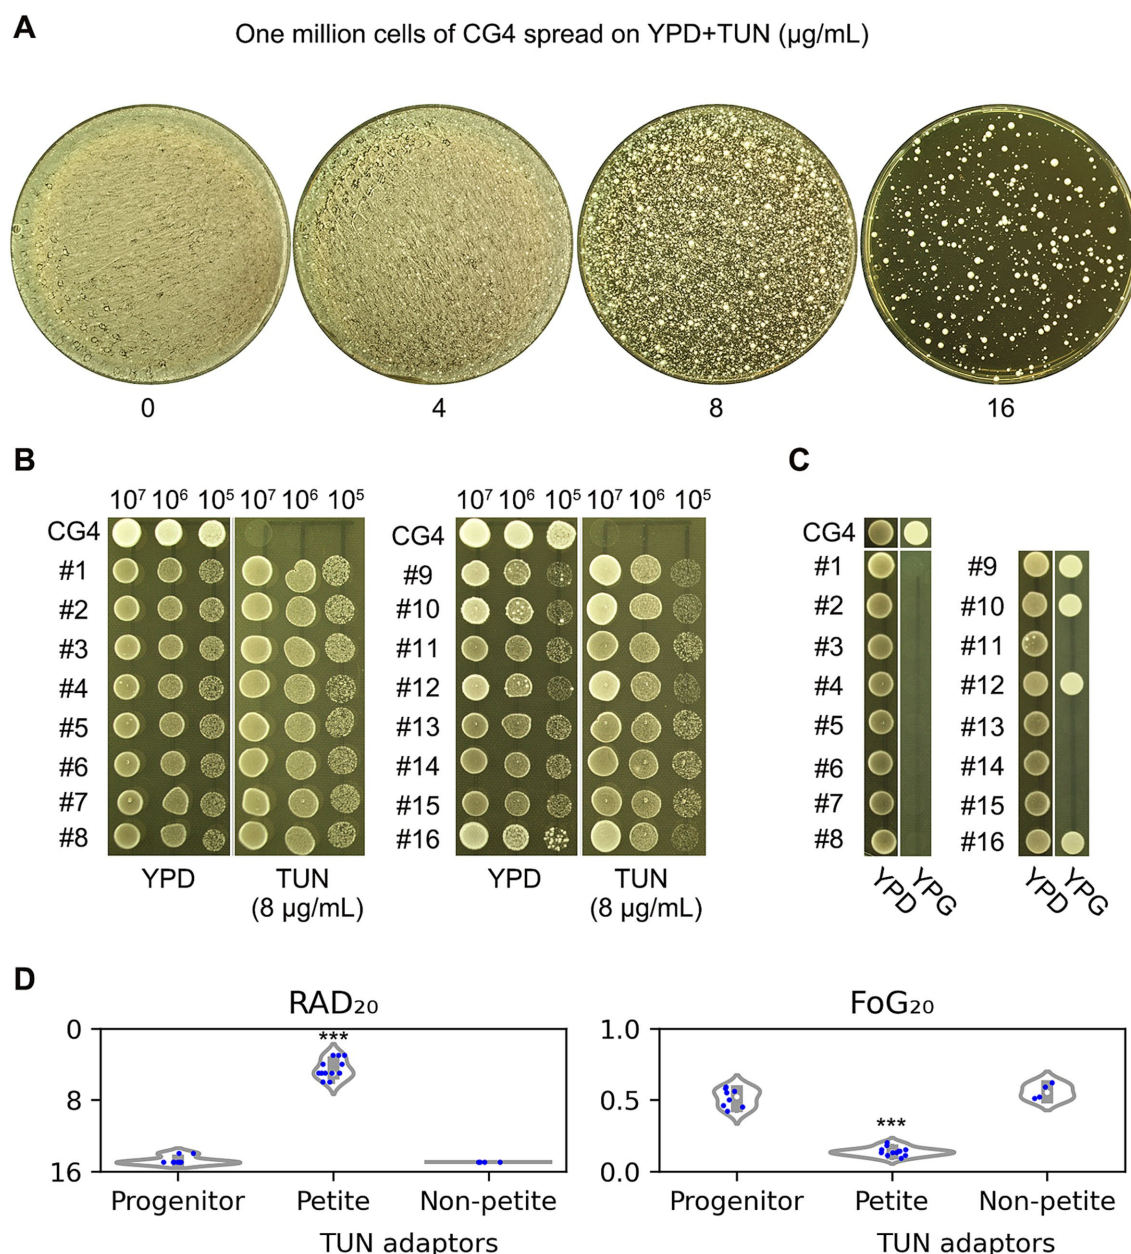 A
One million cells of CG4 spread on YPD+TUN (µg/mL)
0 4 8 16
B
10⁷ 10⁶ 10⁵ 10⁷ 10⁶ 10⁵ 10⁷ 10⁶ 10⁵ 10⁷ 10⁶ 10⁵
CG4 CG4
#1 #9
#2 #10
#3 #11
#4 #12
#5 #13
#6 #14
#7 #15
#8 #16
YPD TUN YPD TUN
(8 µg/mL) (8 µg/mL)
C
CG4
#1 #9
#2 #10
#3 #11
#4 #12
#5 #13
#6 #14
#7 #15
#8 #16
YPD YPG YPD YPG
D
RAD₂₀
***
0
8
16
Progenitor Petite Non-petite
TUN adaptors
FoG₂₀
1.0
0.5
***
0.0
Progenitor Petite Non-petite
TUN adaptors